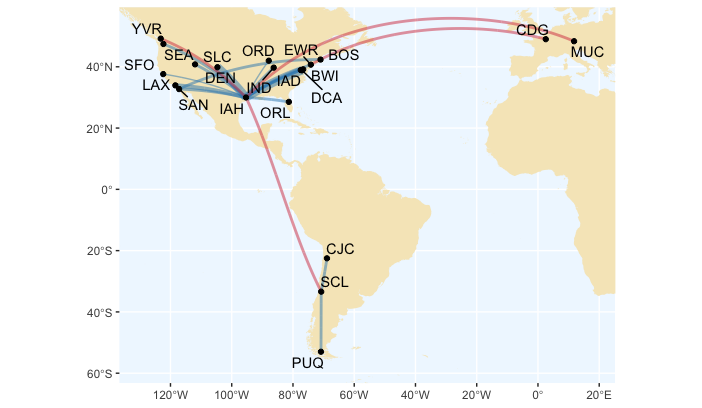 YVR
CDG
SEA SLC ORD EWR BOS
MUC
SFO
DEN IND IAD BWI
LAX
DCA
SAN IAH ORL
CJC
SCL
PUQ
40°N
20°N
0°
20°S
40°S
60°S
120°W 100°W 80°W 60°W 40°W 20°W 0° 20°E